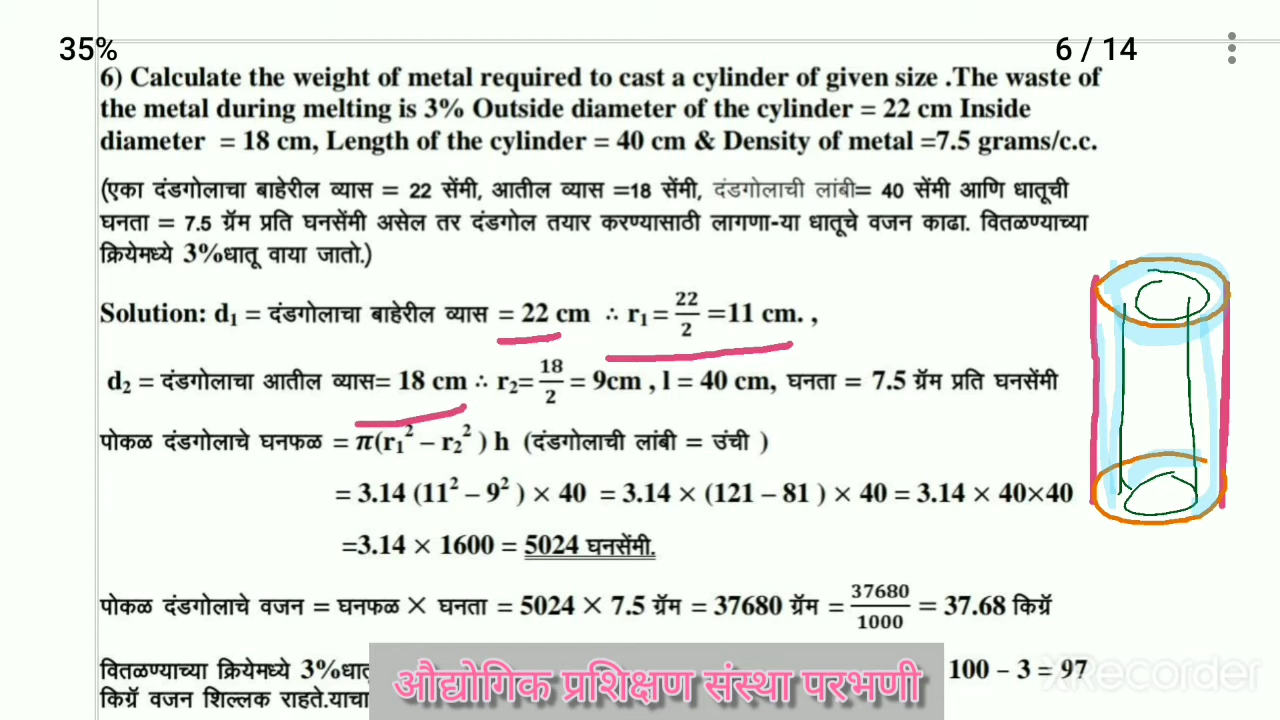 35%
6 / 14
6) Calculate the weight of metal required to cast a cylinder of given size .The waste of
the metal during melting is 3% Outside diameter of the cylinder = 22 cm Inside
diameter = 18 cm, Length of the cylinder = 40 cm & Density of metal =7.5 grams/c.c.
(एका दंडगोलाचा बाहेरील व्यास = 22 सेंमी, आतील व्यास =18 सेंमी, दंडगोलाची लांबी= 40 सेंमी आणि धातूची
घनता = 7.5 ग्रॅम प्रति घनसेंमी असेल तर दंडगोल तयार करण्यासाठी लागणा-या धातूचे वजन काढा. वितळण्याच्या
क्रियेमध्ये 3%धातू वाया जातो.)
Solution: d₁ = दंडगोलाचा बाहेरील व्यास = 22 cm ∴ r₁ = 22/2 =11 cm. ,
d₂ = दंडगोलाचा आतील व्यास= 18 cm ∴ r₂= 18/2 = 9cm , l = 40 cm, घनता = 7.5 ग्रॅम प्रति घनसेंमी
पोकळ दंडगोलाचे घनफळ = π(r₁² – r₂² ) h (दंडगोलाची लांबी = उंची )
= 3.14 (11² – 9² ) × 40 = 3.14 × (121 – 81 ) × 40 = 3.14 × 40×40
=3.14 × 1600 = 5024 घनसेंमी.
पोकळ दंडगोलाचे वजन = घनफळ × घनता = 5024 × 7.5 ग्रॅम = 37680 ग्रॅम = 37680/1000 = 37.68 किग्रॅ
वितळण्याच्या क्रियेमध्ये 3%धा 100 – 3 = 97
किग्रॅ वजन शिल्लक राहते.याचा
औद्योगिक प्रशिक्षण संस्था परभणी
XRecorder